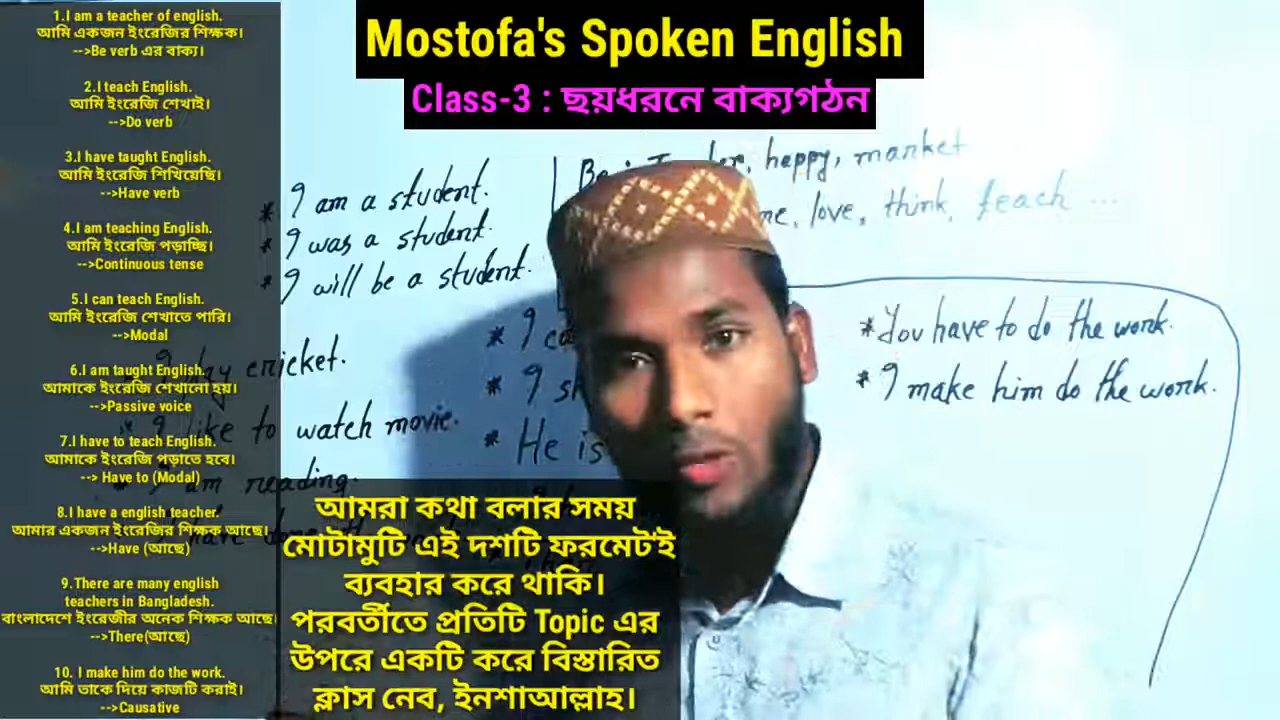 Mostofa's Spoken English
Class-3 : ছয়ধরনে বাক্যগঠন
1.I am a teacher of english.
আমি একজন ইংরেজির শিক্ষক।
-->Be verb এর বাক্য।
2.I teach English.
আমি ইংরেজি শেখাই।
-->Do verb
3.I have taught English.
আমি ইংরেজি শিখিয়েছি।
-->Have verb
4.I am teaching English.
আমি ইংরেজি পড়াচ্ছি।
-->Continuous tense
5.I can teach English.
আমি ইংরেজি শেখাতে পারি।
-->Modal
6.I am taught English.
আমাকে ইংরেজি শেখানো হয়।
-->Passive voice
7.I have to teach English.
আমাকে ইংরেজি পড়াতে হবে।
--> Have to (Modal)
8.I have a english teacher.
আমার একজন ইংরেজির শিক্ষক আছে।
-->Have (আছে)
9.There are many english
teachers in Bangladesh.
বাংলাদেশে ইংরেজীর অনেক শিক্ষক আছে।
-->There(আছে)
10. I make him do the work.
আমি তাকে দিয়ে কাজটি করাই।
-->Causative
* I am a student.
* I was a student.
* I will be a student.
cricket.
like to watch movie.
I am reading.
happy, market
love, think, teach ...
* I
* I
* He is
*You have to do the work.
* I make him do the work.
আমরা কথা বলার সময়
মোটামুটি এই দশটি ফরমেট'ই
ব্যবহার করে থাকি।
পরবর্তীতে প্রতিটি Topic এর
উপরে একটি করে বিস্তারিত
ক্লাস নেব, ইনশাআল্লাহ।